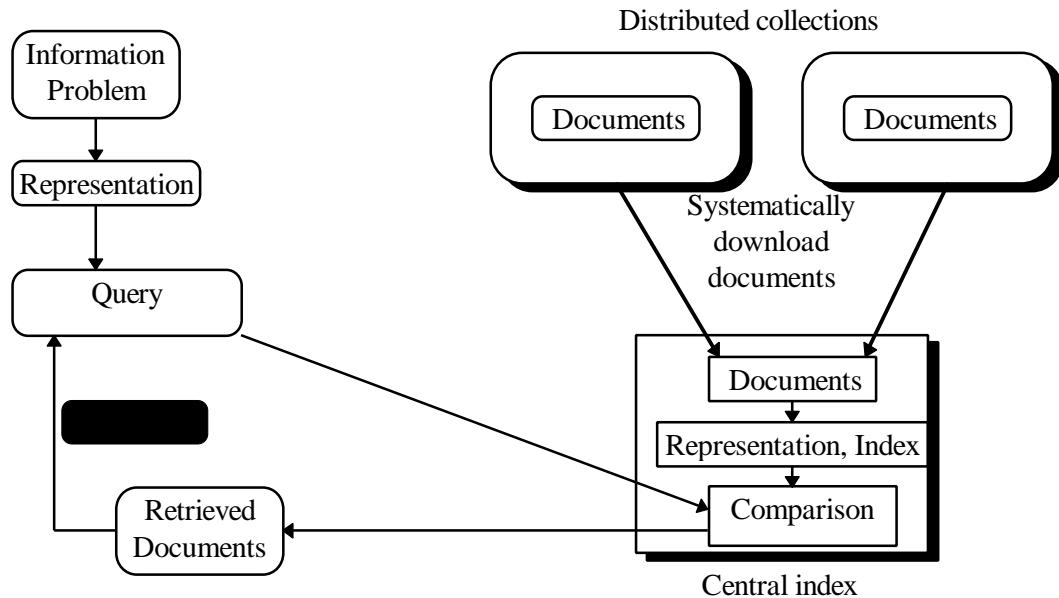 Distributed collections
Information
Problem
Documents
Documents
Representation
Systematically
download
documents
Query
Documents
Representation, Index
Retrieved
Documents
Comparison
Central index